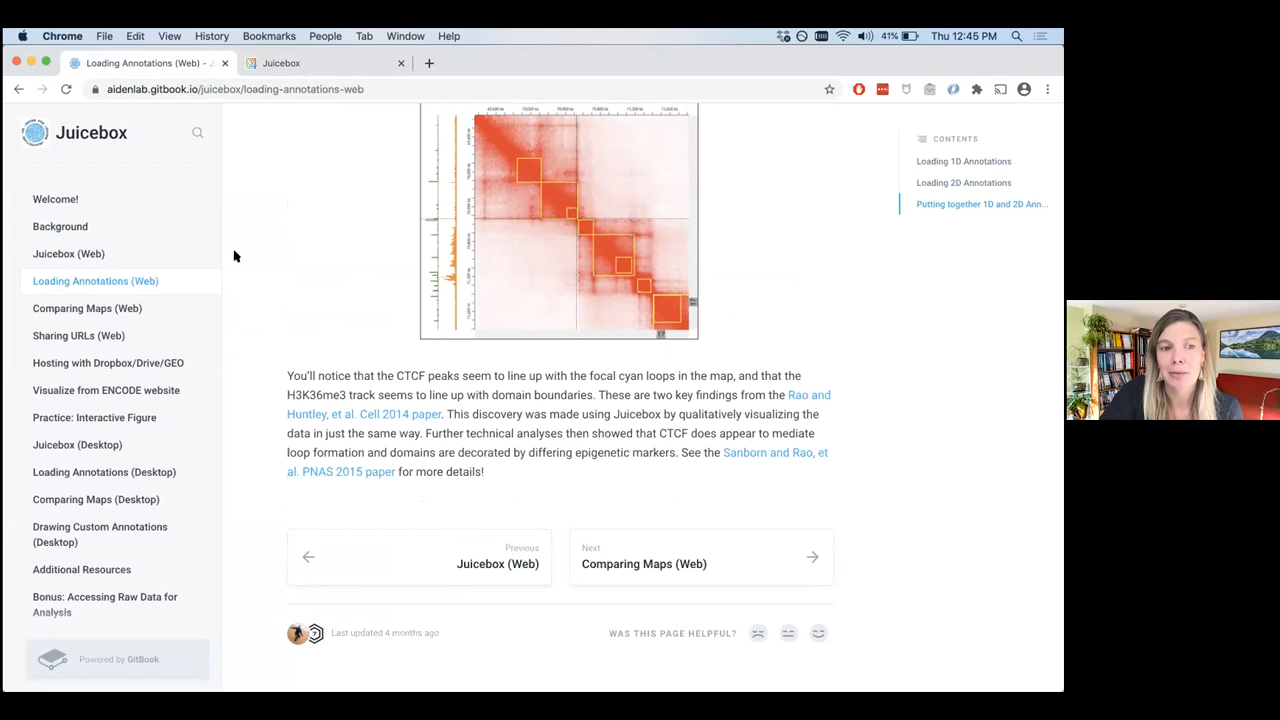 Chrome File Edit View History Bookmarks People Tab Window Help 41% Thu 12:45 PM
Loading Annotations (Web) - J
Juicebox
aidenlab.gitbook.io/juicebox/loading-annotations-web
Juicebox
Welcome!
Background
Juicebox (Web)
Loading Annotations (Web)
Comparing Maps (Web)
Sharing URLs (Web)
Hosting with Dropbox/Drive/GEO
Visualize from ENCODE website
Practice: Interactive Figure
Juicebox (Desktop)
Loading Annotations (Desktop)
Comparing Maps (Desktop)
Drawing Custom Annotations
(Desktop)
Additional Resources
Bonus: Accessing Raw Data for
Analysis
Powered by GitBook
17
17
You'll notice that the CTCF peaks seem to line up with the focal cyan loops in the map, and that the
H3K36me3 track seems to line up with domain boundaries. These are two key findings from the Rao and
Huntley, et al. Cell 2014 paper. This discovery was made using Juicebox by qualitatively visualizing the
data in just the same way. Further technical analyses then showed that CTCF does appear to mediate
loop formation and domains are decorated by differing epigenetic markers. See the Sanborn and Rao, et
al. PNAS 2015 paper for more details!
Previous
Juicebox (Web)
Next
Comparing Maps (Web)
Last updated 4 months ago
WAS THIS PAGE HELPFUL?
CONTENTS
Loading 1D Annotations
Loading 2D Annotations
Putting together 1D and 2D Ann...